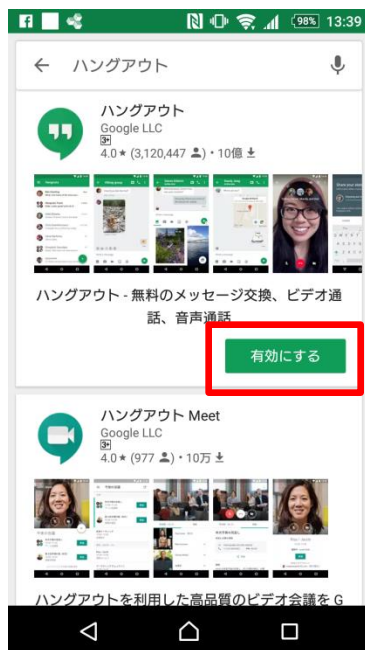 98% 13:39
ハングアウト
ハングアウト
Google LLC
3+
4.0★ (3,120,447 ) • 10億
ハングアウト - 無料のメッセージ交換、ビデオ通
話、音声通話
有効にする
ハングアウト Meet
Google LLC
3+
4.0★ (977 ) • 10万
ハングアウトを利用した高品質のビデオ会議を G